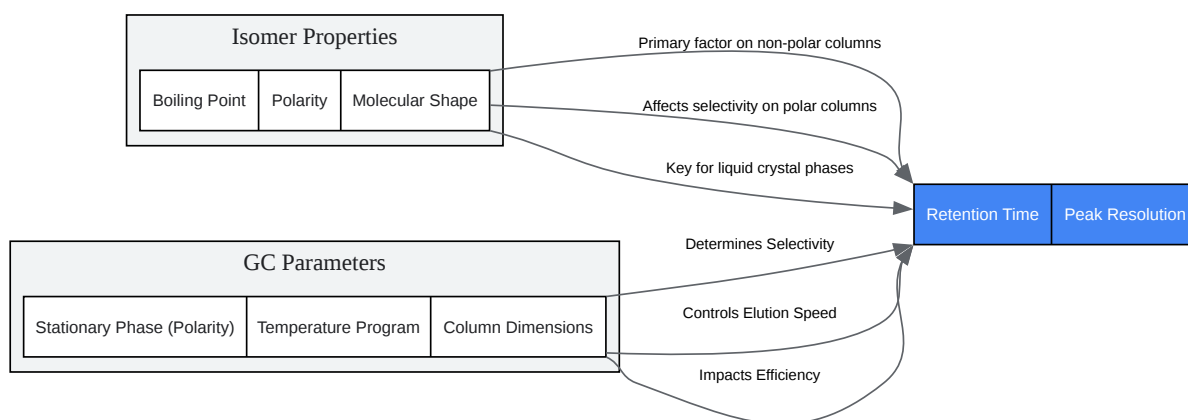 Isomer Properties
Boiling Point
Polarity
Molecular Shape
Primary factor on non-polar columns
Affects selectivity on polar columns
Key for liquid crystal phases
Retention Time
Peak Resolution
GC Parameters
Stationary Phase (Polarity)
Temperature Program
Column Dimensions
Determines Selectivity
Controls Elution Speed
Impacts Efficiency